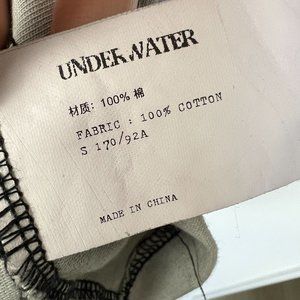 UNDERWATER
材质: 100% 棉
FABRIC : 100% COTTON
S 170/92A
MADE IN CHINA